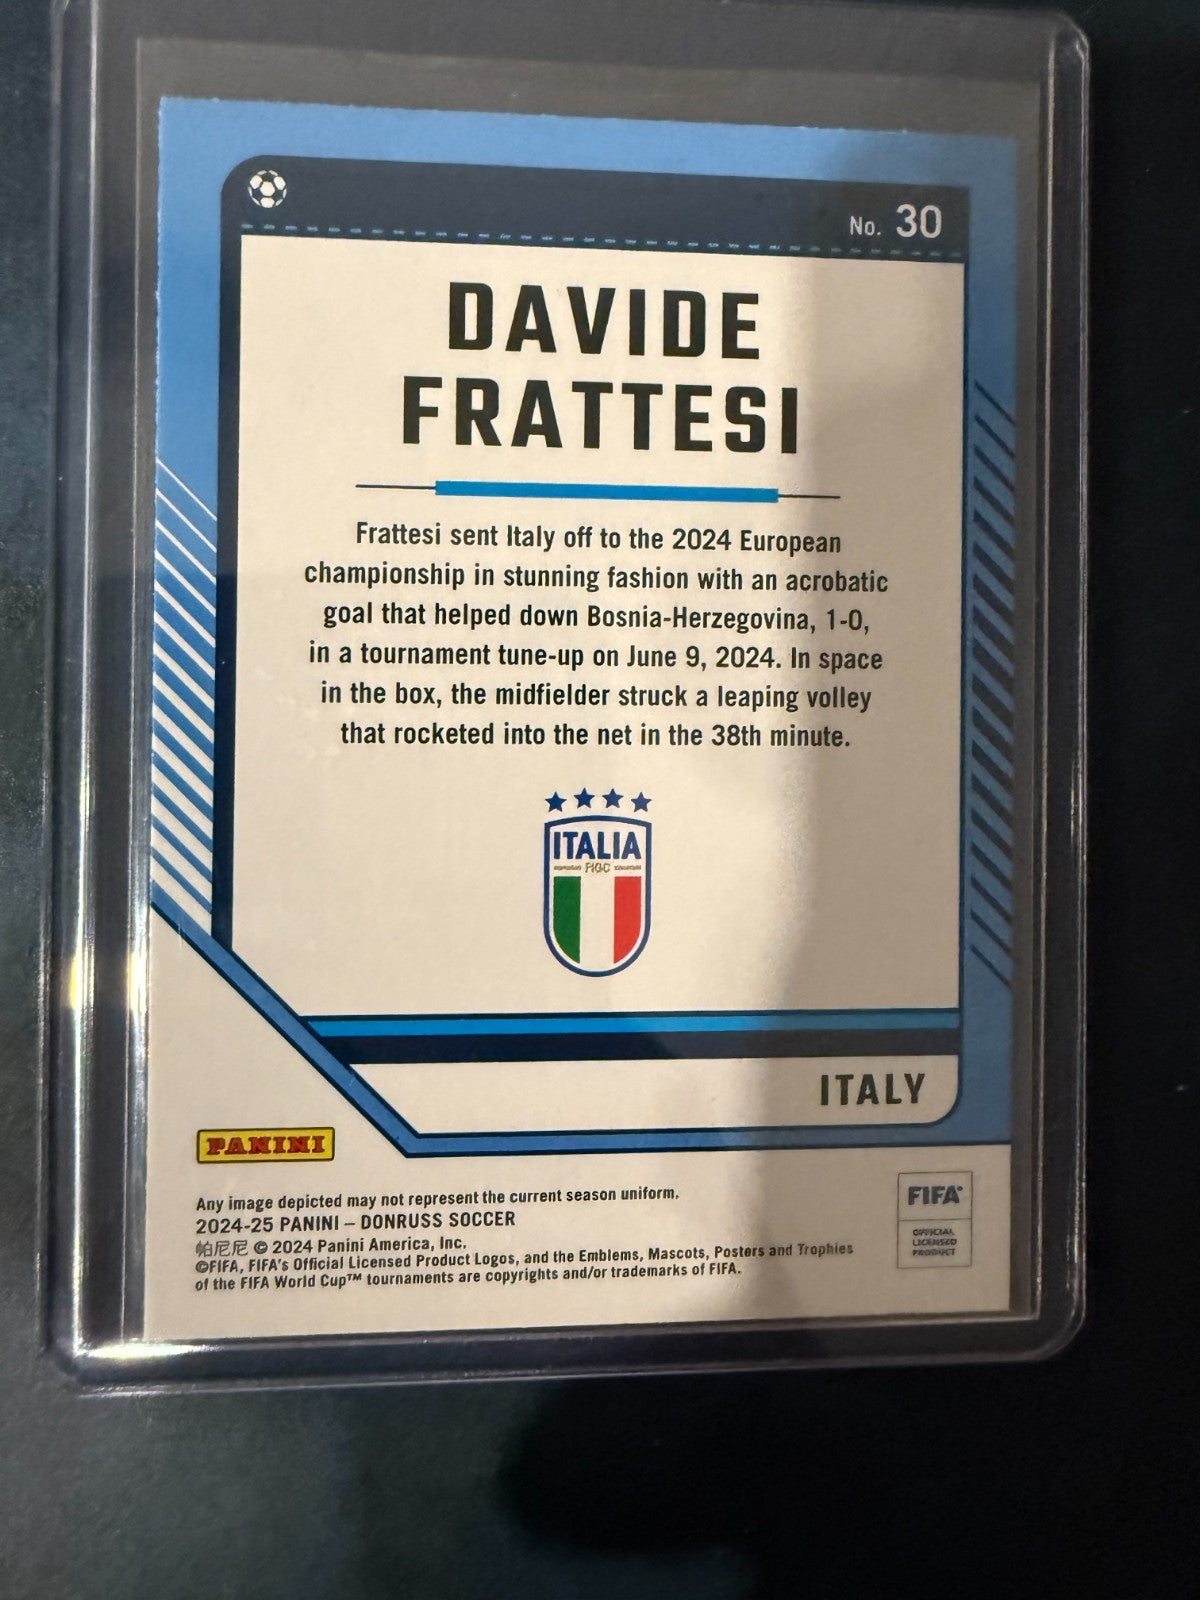 No. 30
DAVIDE
FRATTESI
Frattesi sent Italy off to the 2024 European
championship in stunning fashion with an acrobatic
goal that helped down Bosnia-Herzegovina, 1-0,
in a tournament tune-up on June 9, 2024. In space
in the box, the midfielder struck a leaping volley
that rocketed into the net in the 38th minute.
ITALIA
FIGC
ITALY
PANINI
Any image depicted may not represent the current season uniform.
2024-25 PANINI – DONRUSS SOCCER
帕尼尼 © 2024 Panini America, Inc.
©FIFA, FIFA's Official Licensed Product Logos, and the Emblems, Mascots, Posters and Trophies
of the FIFA World Cup™ tournaments are copyrights and/or trademarks of FIFA.
FIFA®
OFFICIAL
LICENSED
PRODUCT